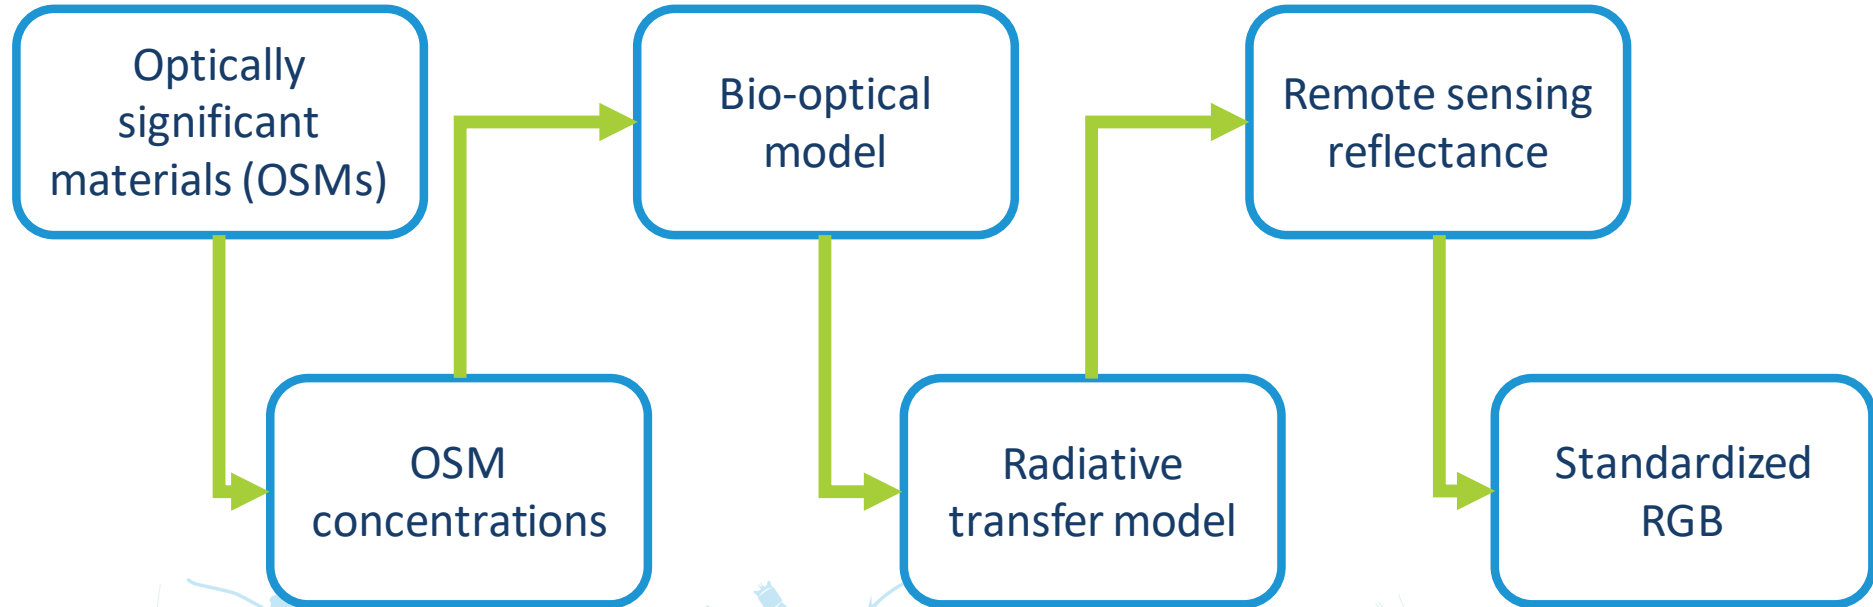 Optically
significant
materials (OSMs)
OSM
concentrations
Bio-optical
model
Radiative
transfer model
Remote sensing
reflectance
Standardized
RGB